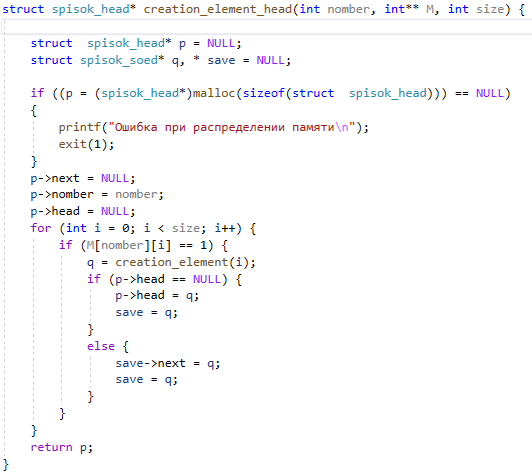 struct spisok_head* creation_element_head(int nomber, int** M, int size) {
struct  spisok_head* p = NULL;
struct spisok_soed* q, * save = NULL;
if ((p = (spisok_head*)malloc(sizeof(struct  spisok_head))) == NULL)
{
printf("Ошибка при распределении памяти\n");
exit(1);
}
p->next = NULL;
p->nomber = nomber;
p->head = NULL;
for (int i = 0; i < size; i++) {
if (M[nomber][i] == 1) {
q = creation_element(i);
if (p->head == NULL) {
p->head = q;
save = q;
}
else {
save->next = q;
save = q;
}
}
}
return p;
}